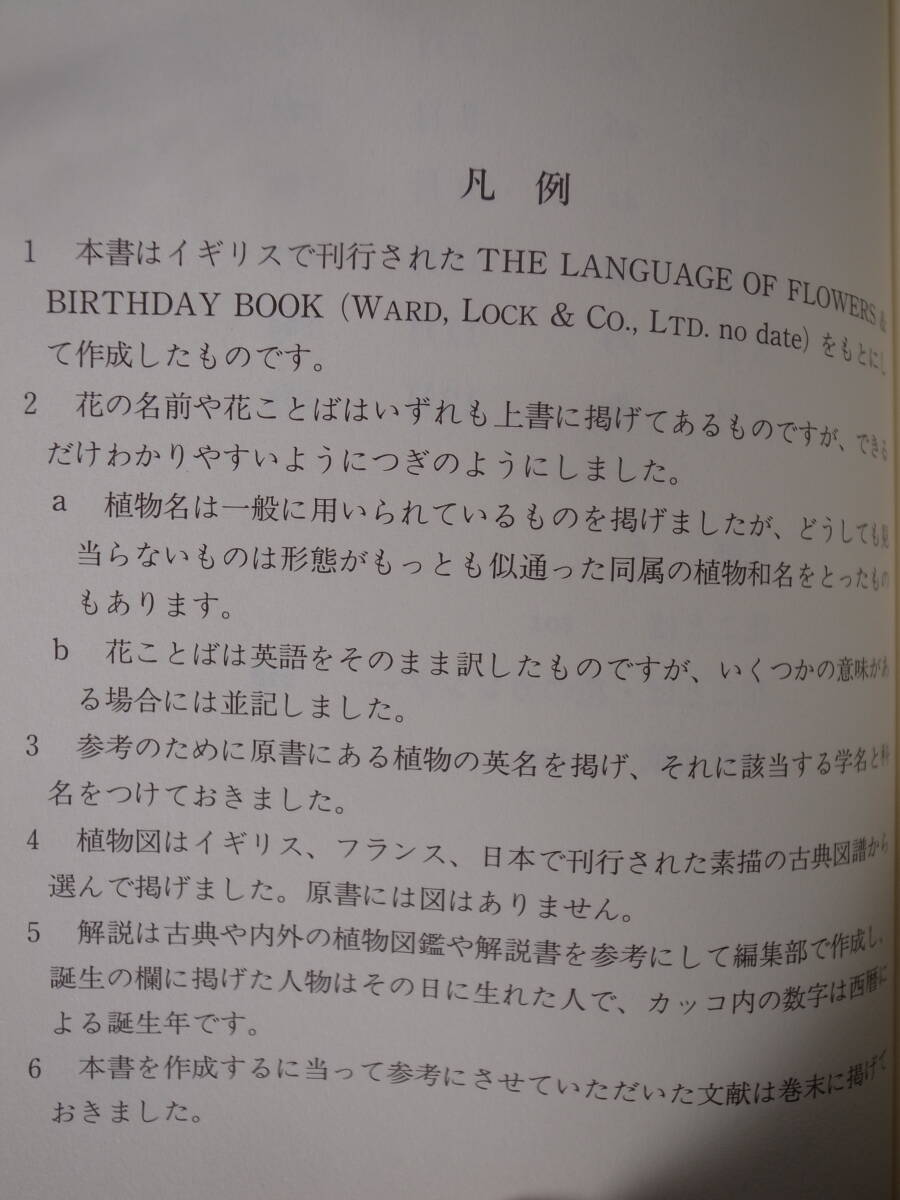 凡例
1 本書はイギリスで刊行された THE LANGUAGE OF FLOWERS &
BIRTHDAY BOOK (WARD, LOCK & CO., LTD. no date) をもとにし
て作成したものです。
2 花の名前や花ことばはいずれも上書に掲げてあるものですが、できる
だけわかりやすいようにつぎのようにしました。
a 植物名は一般に用いられているものを掲げましたが、どうしても見
当らないものは形態がもっとも似通った同属の植物和名をとったもの
もあります。
b 花ことばは英語をそのまま訳したものですが、いくつかの意味があ
る場合には並記しました。
3 参考のために原書にある植物の英名を掲げ、それに該当する学名と科
名をつけておきました。
4 植物図はイギリス、フランス、日本で刊行された素描の古典図譜から
選んで掲げました。原書には図はありません。
5 解説は古典や内外の植物図鑑や解説書を参考にして編集部で作成し、
誕生の欄に掲げた人物はその日に生れた人で、カッコ内の数字は西暦に
よる誕生年です。
6 本書を作成するに当って参考にさせていただいた文献は巻末に掲げて
おきました。